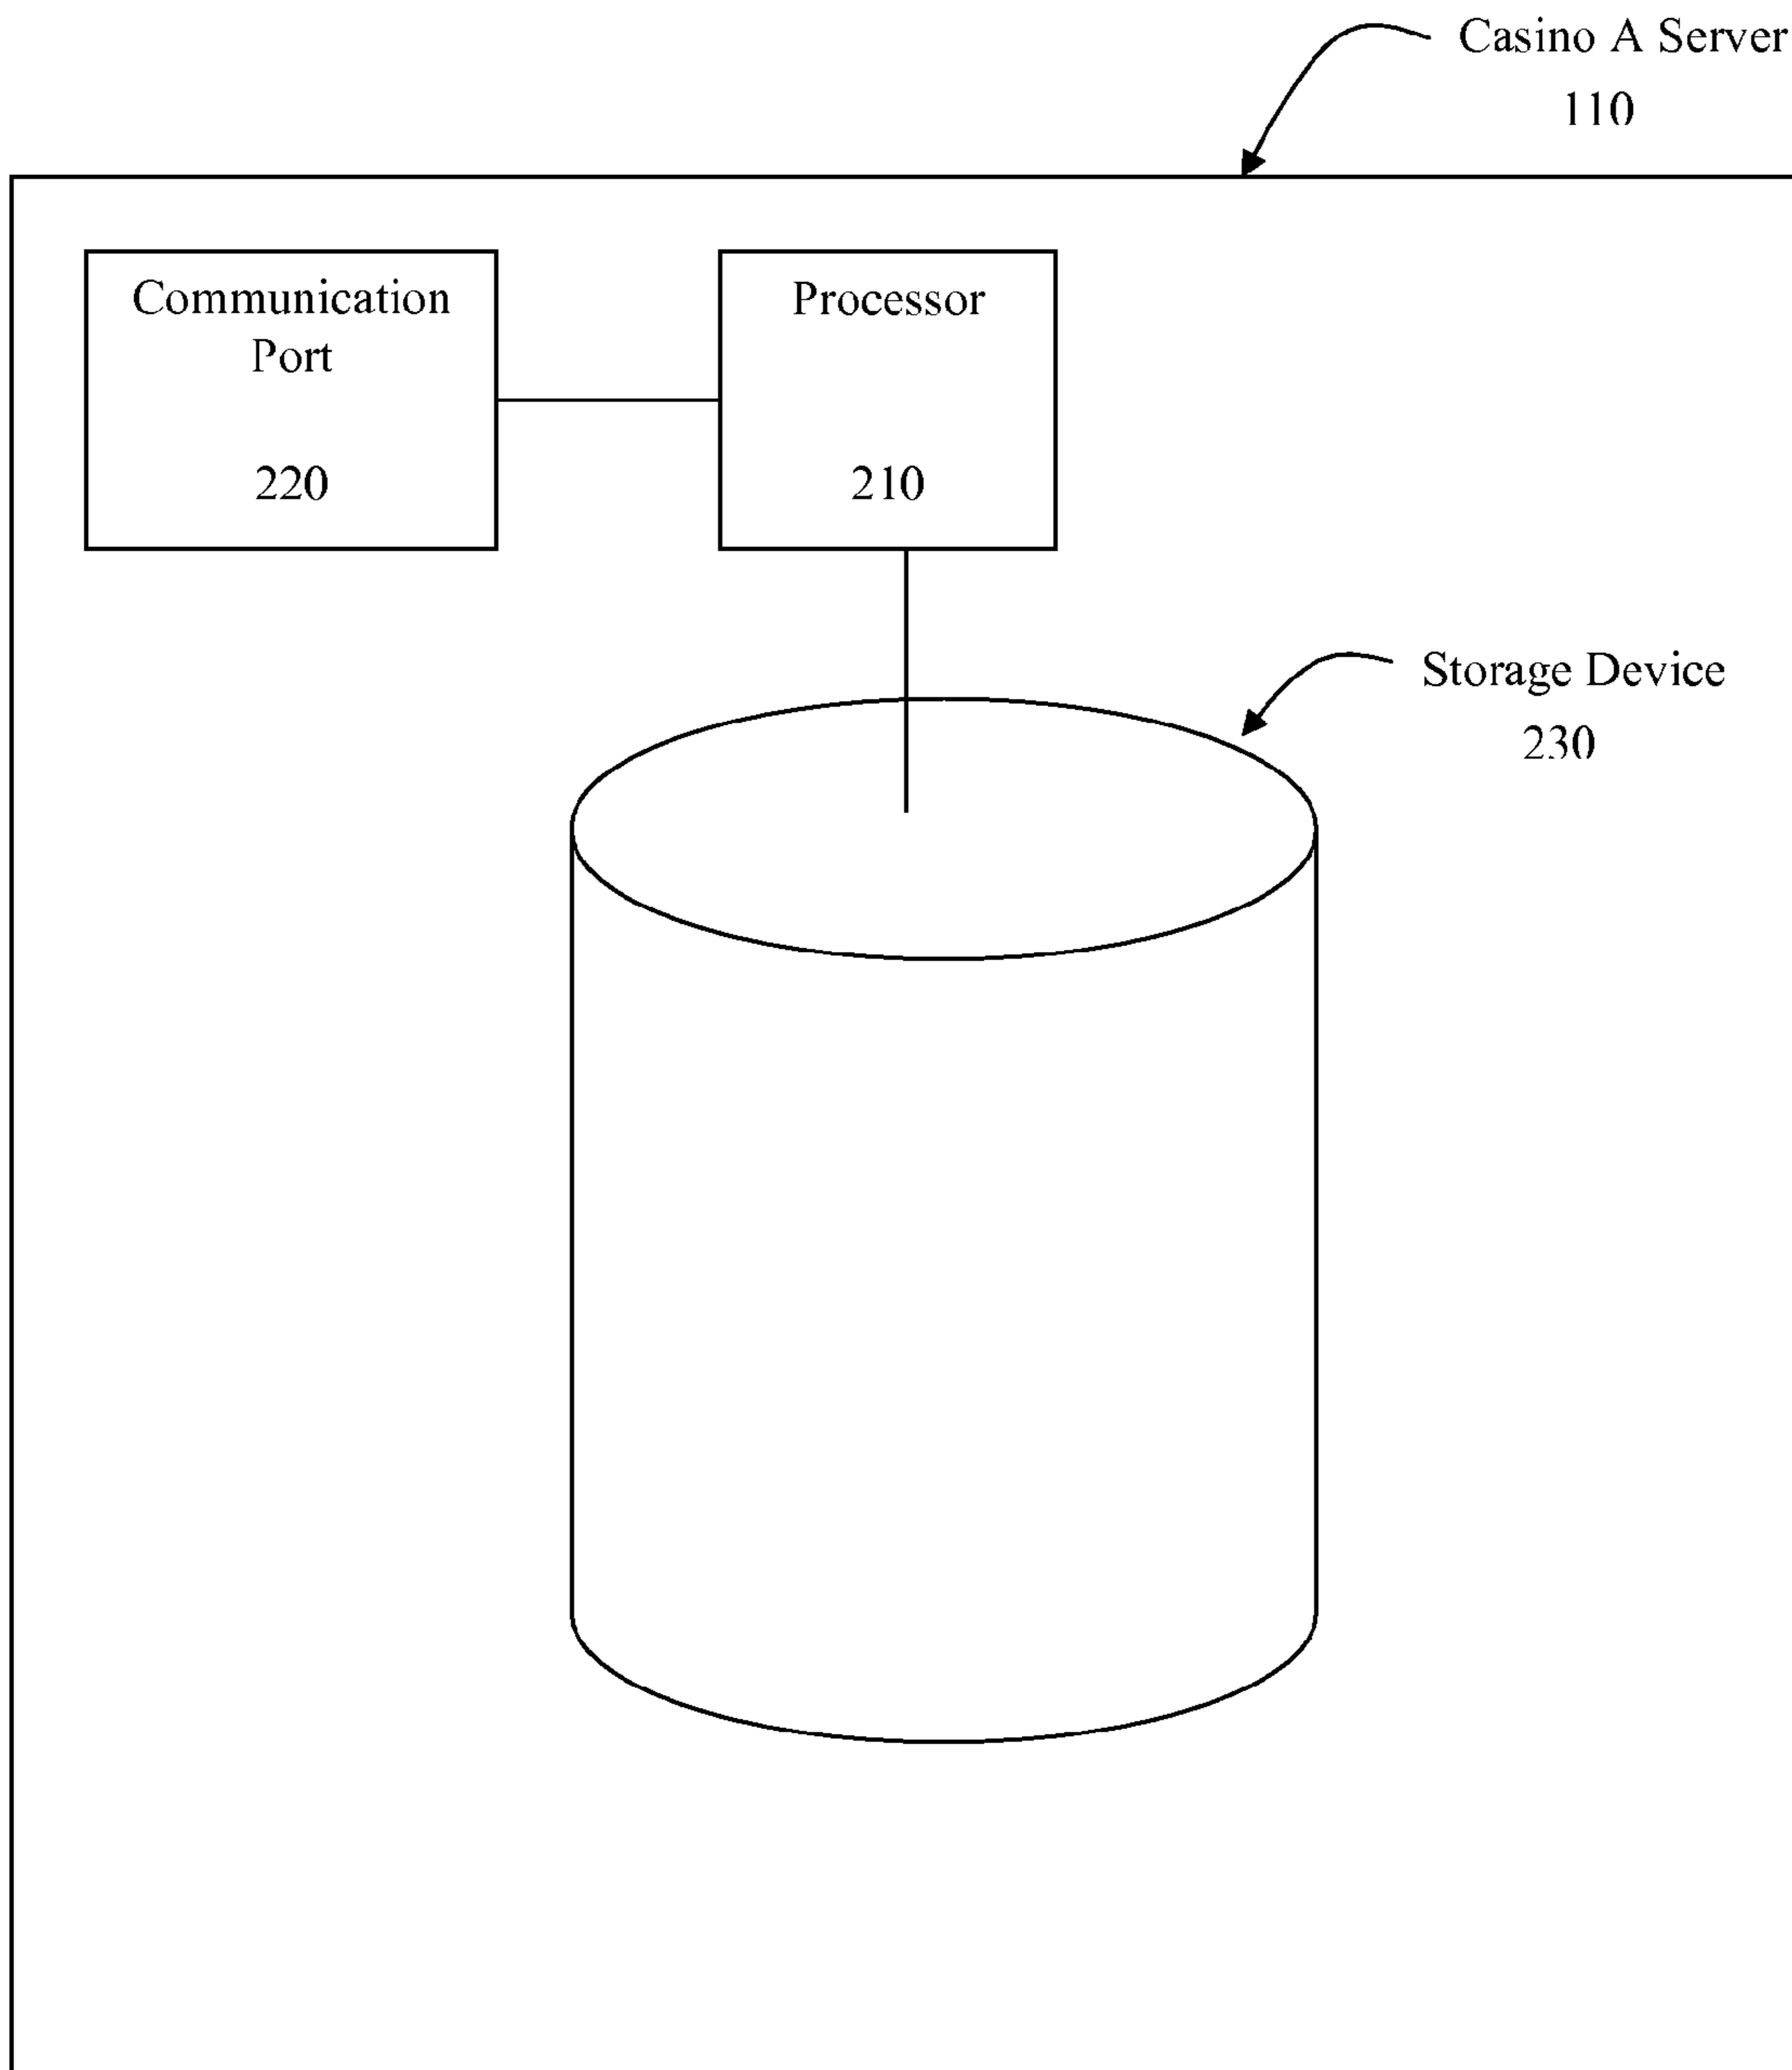 Casino A Server
110
Communication
Port
220
Processor
210
Storage Device
230